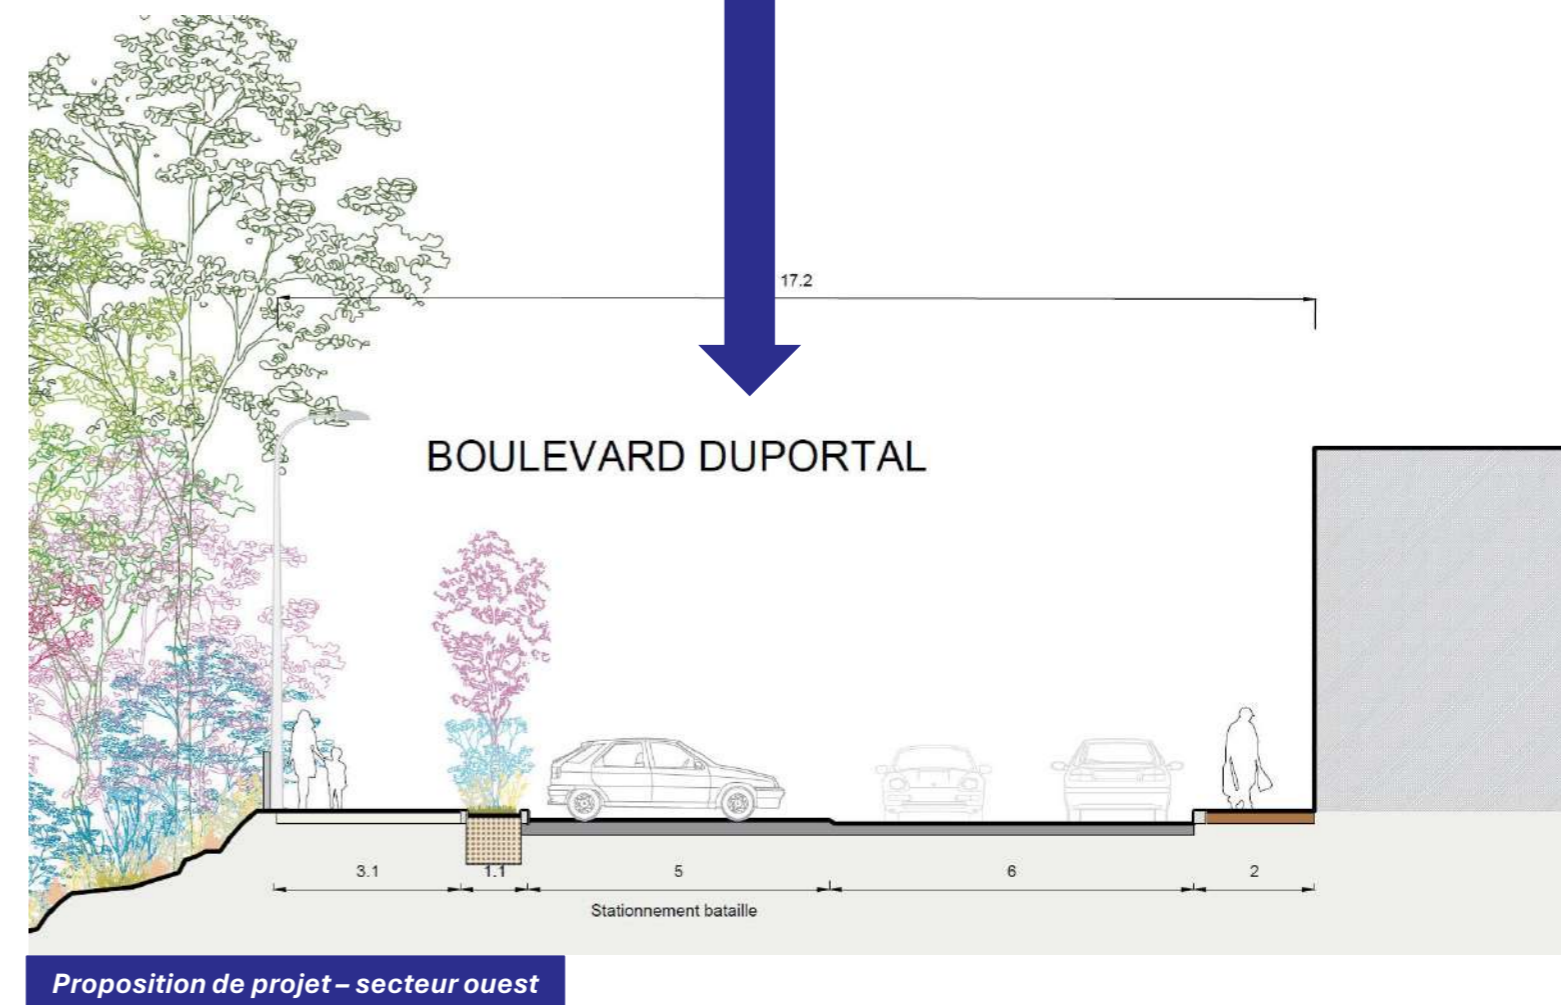 17.2
BOULEVARD DUPORTAL
3.1 1.1 5 6 2
Stationnement bataille
Proposition de projet – secteur ouest